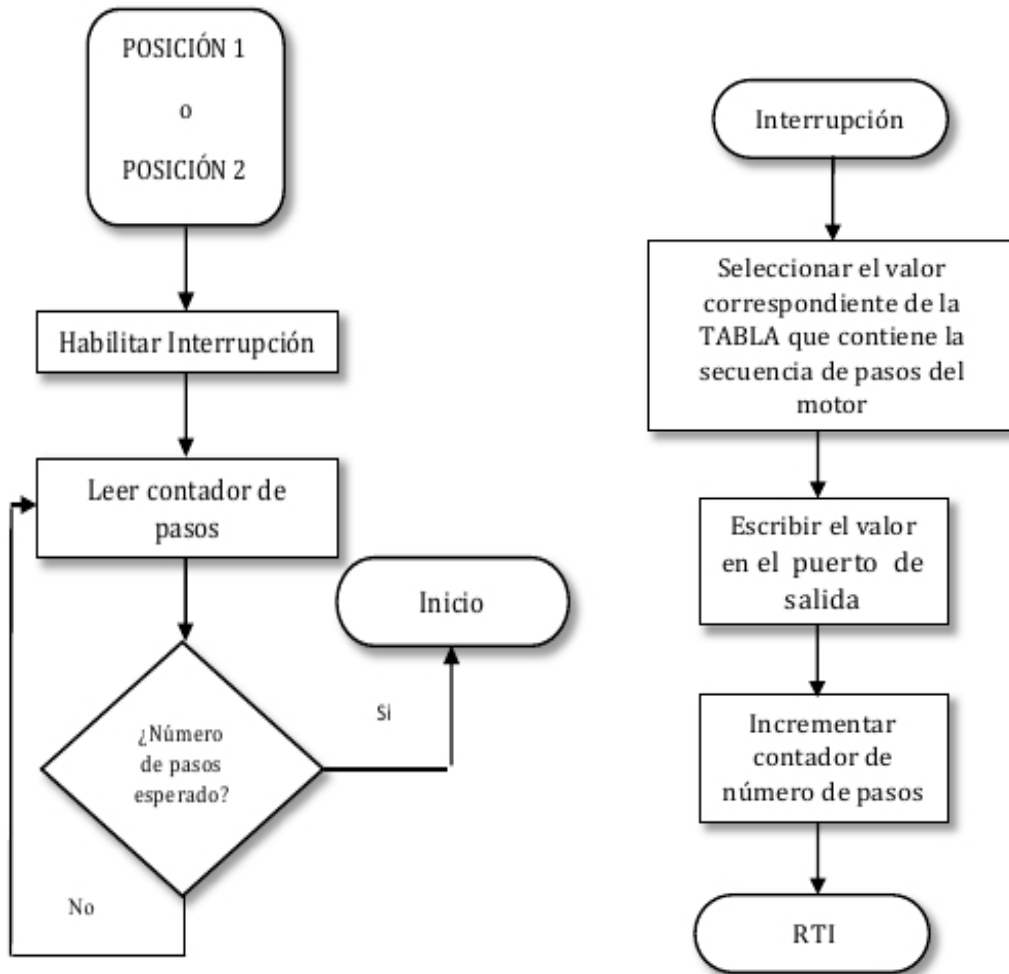 POSICIÓN 1
o
POSICIÓN 2
Habilitar Interrupción
Leer contador de
pasos
¿Número
de pasos
esperado?
Si
Inicio
No
Interrupción
Seleccionar el valor
correspondiente de la
TABLA que contiene la
secuencia de pasos del
motor
Escribir el valor
en el puerto de
salida
Incrementar
contador de
número de pasos
RTI